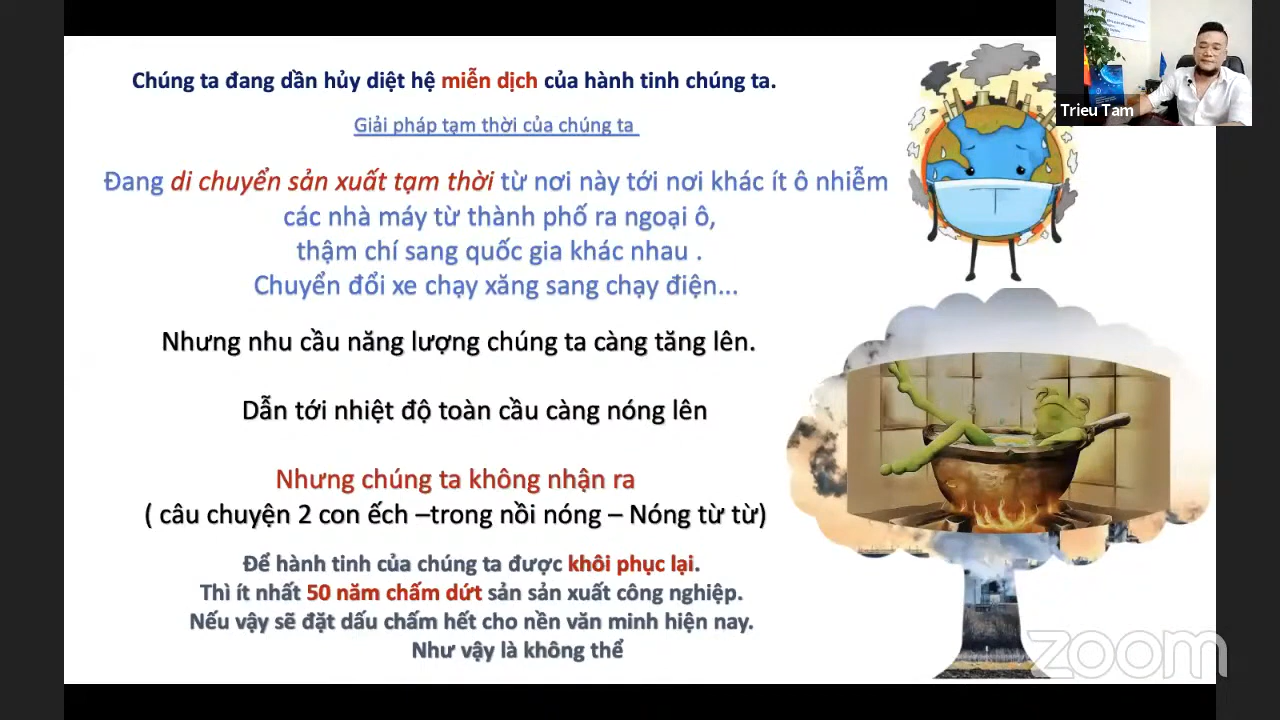 Chúng ta đang dần hủy diệt hệ miễn dịch của hành tinh chúng ta.
Giải pháp tạm thời của chúng ta
Đang di chuyển sản xuất tạm thời từ nơi này tới nơi khác ít ô nhiễm
các nhà máy từ thành phố ra ngoại ô,
thậm chí sang quốc gia khác nhau .
Chuyển đổi xe chạy xăng sang chạy điện...
Nhưng nhu cầu năng lượng chúng ta càng tăng lên.
Dẫn tới nhiệt độ toàn cầu càng nóng lên
Nhưng chúng ta không nhận ra
( câu chuyện 2 con ếch –trong nồi nóng – Nóng từ từ)
Để hành tinh của chúng ta được khôi phục lại.
Thì ít nhất 50 năm chấm dứt sản sản xuất công nghiệp.
Nếu vậy sẽ đặt dấu chấm hết cho nền văn minh hiện nay.
Như vậy là không thể
Trieu Tam
zoom